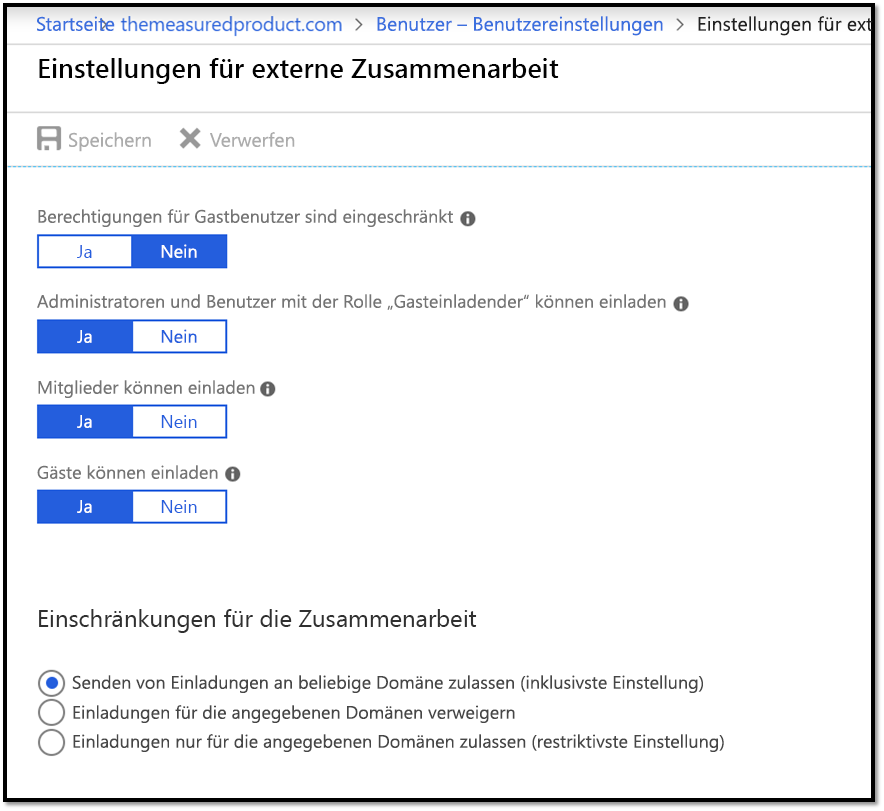 Startseite themeasuredproduct.com > Benutzer – Benutzereinstellungen > Einstellungen für ext
Einstellungen für externe Zusammenarbeit
Speichern Verwerfen
Berechtigungen für Gastbenutzer sind eingeschränkt
Ja Nein
Administratoren und Benutzer mit der Rolle „Gasteinladender“ können einladen
Ja Nein
Mitglieder können einladen
Ja Nein
Gäste können einladen
Ja Nein
Einschränkungen für die Zusammenarbeit
Senden von Einladungen an beliebige Domäne zulassen (inklusivste Einstellung)
Einladungen für die angegebenen Domänen verweigern
Einladungen nur für die angegebenen Domänen zulassen (restriktivste Einstellung)